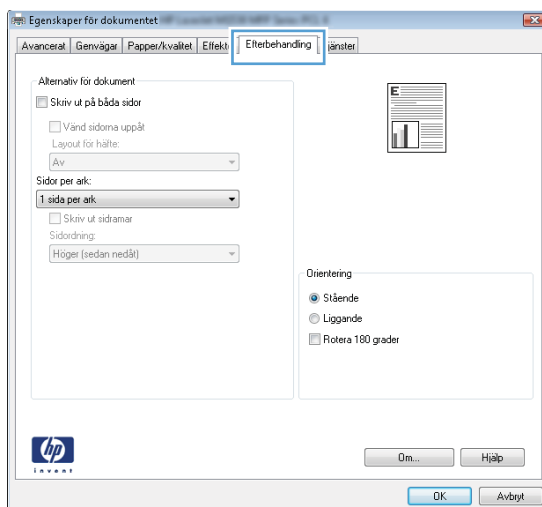 Egenskaper för dokumentet
Avancerat Genvägar Papper/kvalitet Effekt Efterbehandling jänster
Alternativ för dokument
Skriv ut på båda sidor
Vänd sidorna uppåt
Layout för häfte:
Av
Sidor per ark:
1 sida per ark
Skriv ut sidramar
Sidordning:
Höger (sedan nedåt)
E
Orientering
Stående
Liggande
Rotera 180 grader
hp
invent
Om... Hjälp
OK Avbryt